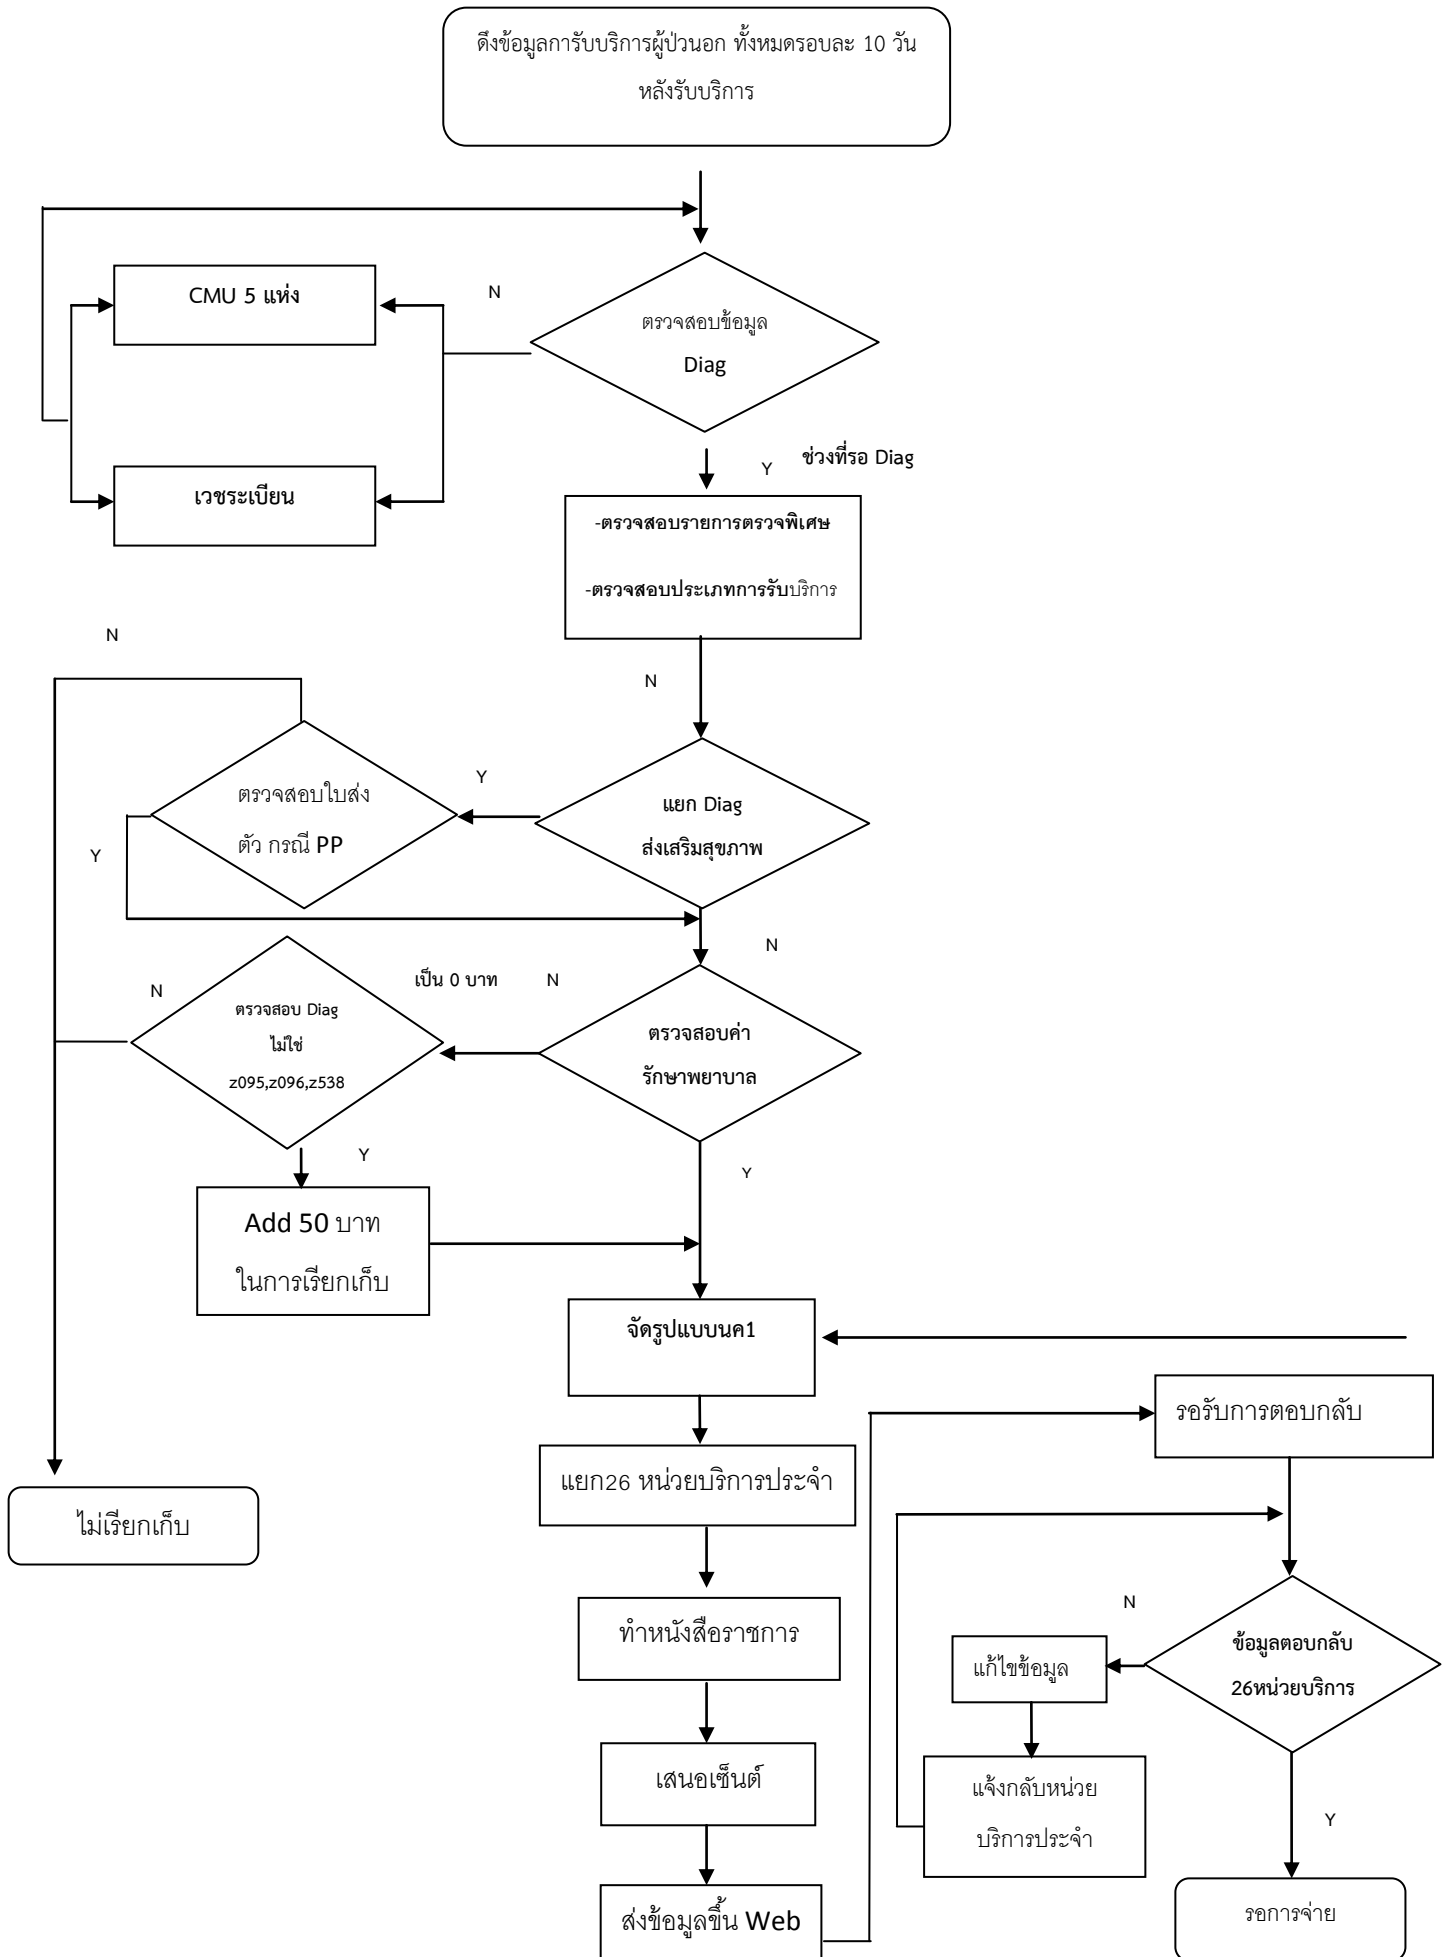 ดึงข้อมูลการับบริการผู้ป่วนอก ทั้งหมดรอบละ 10 วัน
หลังรับบริการ
CMU 5 แห่ง
N
ตรวจสอบข้อมูล
Diag
เวชระเบียน
Y
ช่วงที่รอ Diag
-ตรวจสอบรายการตรวจพิเศษ
-ตรวจสอบประเภทการรับบริการ
N
N
ตรวจสอบใบส่ง
ตัว กรณี PP
Y
แยก Diag
ส่งเสริมสุขภาพ
Y
N
N
ตรวจสอบ Diag
ไม่ใช่
z095,z096,z538
เป็น 0 บาท
N
ตรวจสอบค่า
รักษาพยาบาล
Y
Y
Add 50 บาท
ในการเรียกเก็บ
จัดรูปแบบนค1
รอรับการตอบกลับ
แยก26 หน่วยบริการประจำ
ไม่เรียกเก็บ
ทำหนังสือราชการ
N
แก้ไขข้อมูล
ข้อมูลตอบกลับ
26หน่วยบริการ
เสนอเซ็นต์
แจ้งกลับหน่วย
บริการประจำ
Y
ส่งข้อมูลขึ้น Web
รอการจ่าย